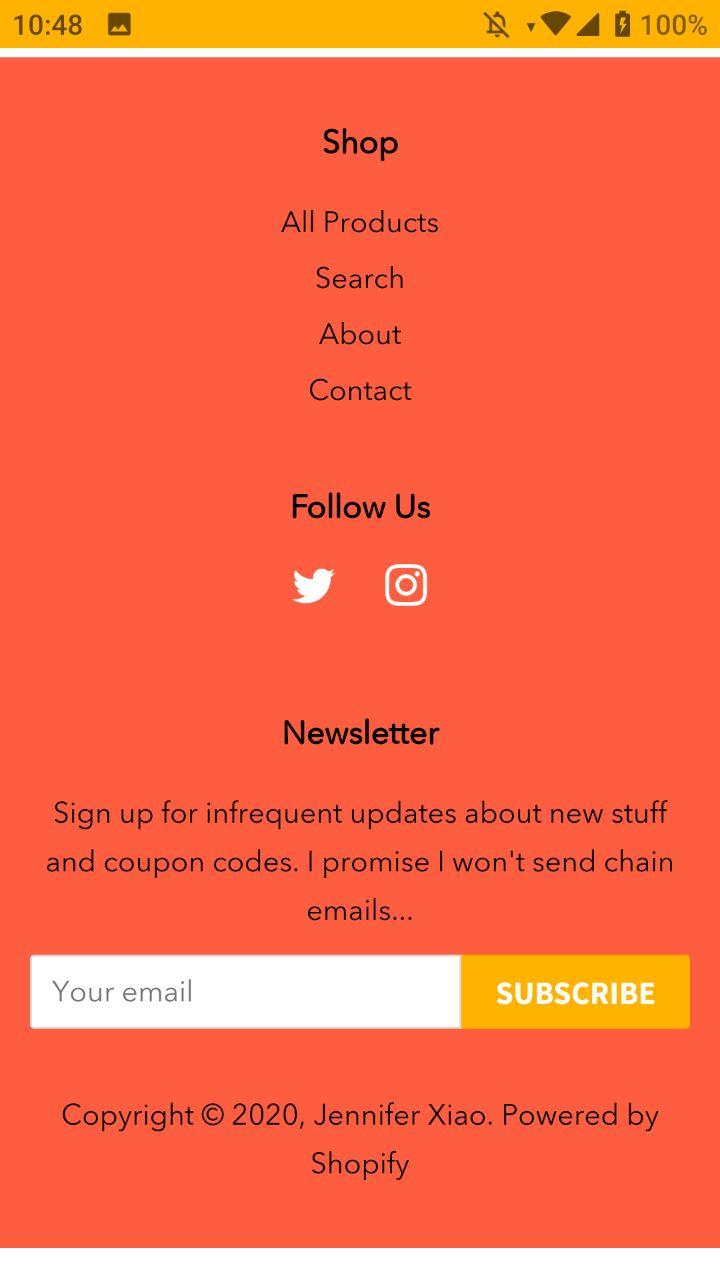 10:48 100%
Shop
All Products
Search
About
Contact
Follow Us
Newsletter
Sign up for infrequent updates about new stuff
and coupon codes. I promise I won't send chain
emails...
Your email SUBSCRIBE
Copyright © 2020, Jennifer Xiao. Powered by
Shopify